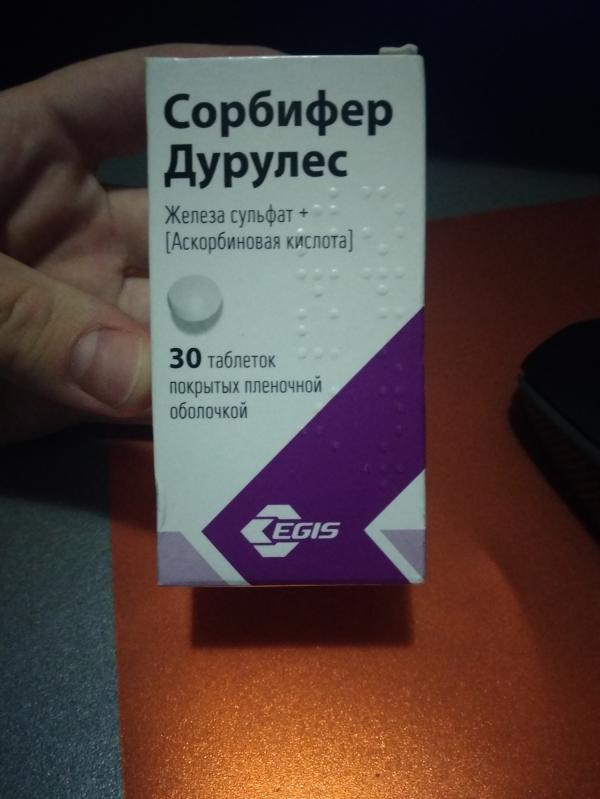 Сорбифер
Дурулес
Железа сульфат +
[Аскорбиновая кислота]
30 таблеток
покрытых пленочной
оболочкой
EGIS